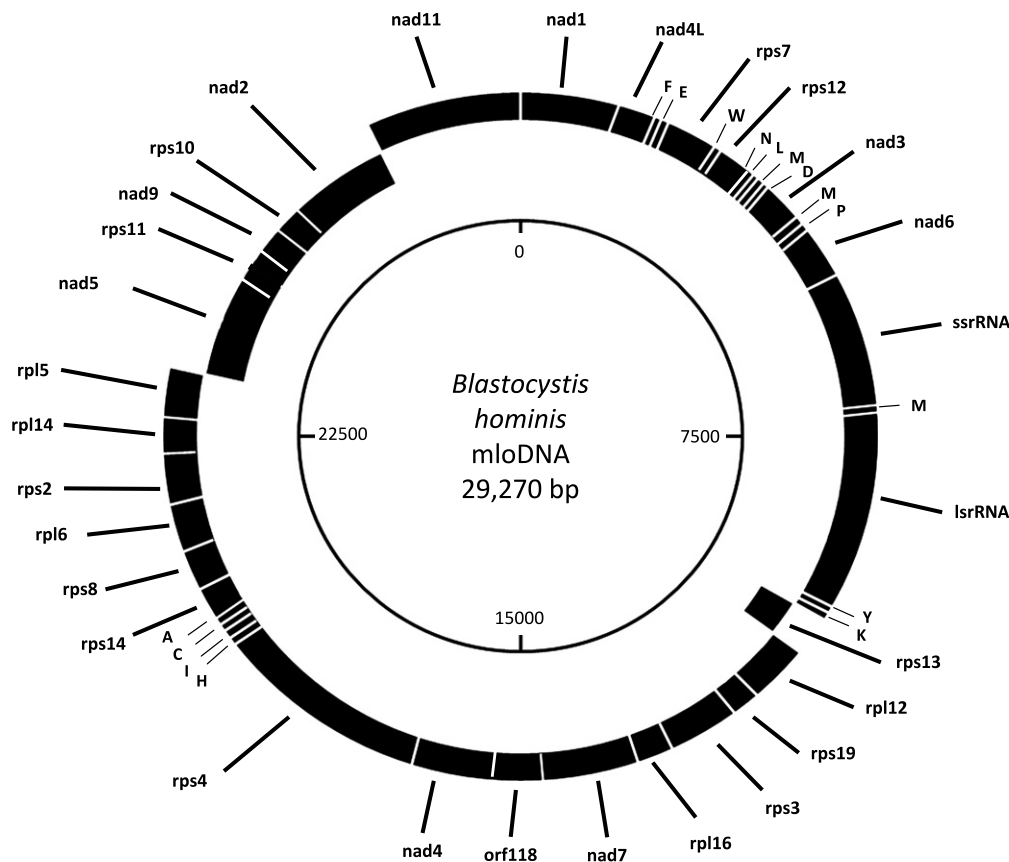 nad11
nad1
nad4L
F
E
rps7
W
rps12
N
L
M
D
nad3
M
P
nad6
ssrRNA
M
lsrRNA
Y
K
rps13
rpl12
rps19
rps3
rpl16
nad7
orf118
nad4
rps4
H
I
C
A
rps14
rps8
rpl6
rps2
rpl14
rpl5
nad5
rps11
nad9
rps10
nad2
0
7500
15000
22500
Blastocystis
hominis
mloDNA
29,270 bp